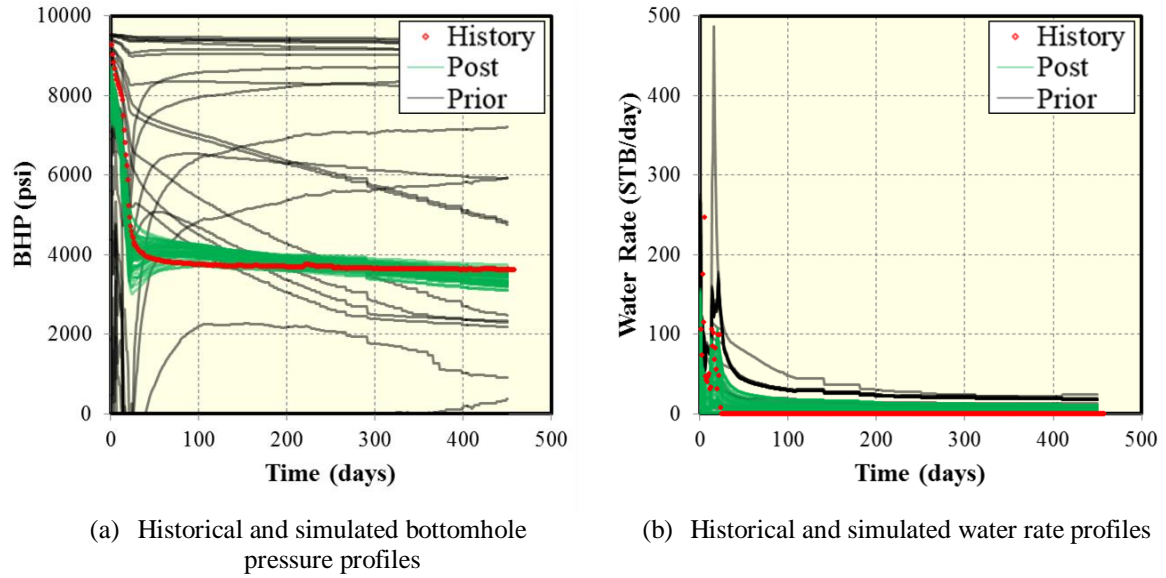 10000
8000
6000
4000
2000
0
BHP (psi)
0
100
200
300
400
500
Time (days)
History
Post
Prior
500
400
300
200
100
0
Water Rate (STB/day)
0
100
200
300
400
500
Time (days)
History
Post
Prior
(a) Historical and simulated bottomhole
pressure profiles
(b) Historical and simulated water rate profiles